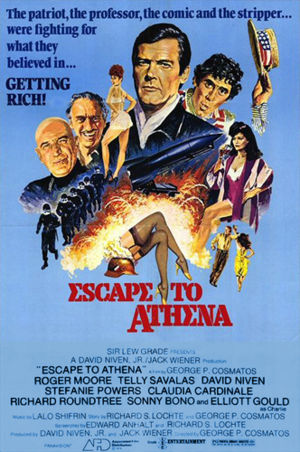 The patriot, the professor, the comic and the stripper...
...were fighting for
what they
believed in...
GETTING
RICH!
ESCAPE TO
ATHENA
SIR LEW GRADE PRESENTS
A DAVID NIVEN, JR./JACK WIENER Production
"ESCAPE TO ATHENA" A Film by GEORGE P. COSMATOS
ROGER MOORE TELLY SAVALAS DAVID NIVEN
STEFANIE POWERS CLAUDIA CARDINALE
RICHARD ROUNDTREE SONNY BONO and ELLIOTT GOULD
as Charlie
Music by LALO SHIFRIN Story by RICHARD S. LOCHTE and GEORGE P. COSMATOS
Screenplay by EDWARD ANHALT and RICHARD S. LOCHTE
Produced by DAVID NIVEN, JR. and JACK WIENER Directed by GEORGE P. COSMATOS
PANAVISION
ENTERTAINMENT